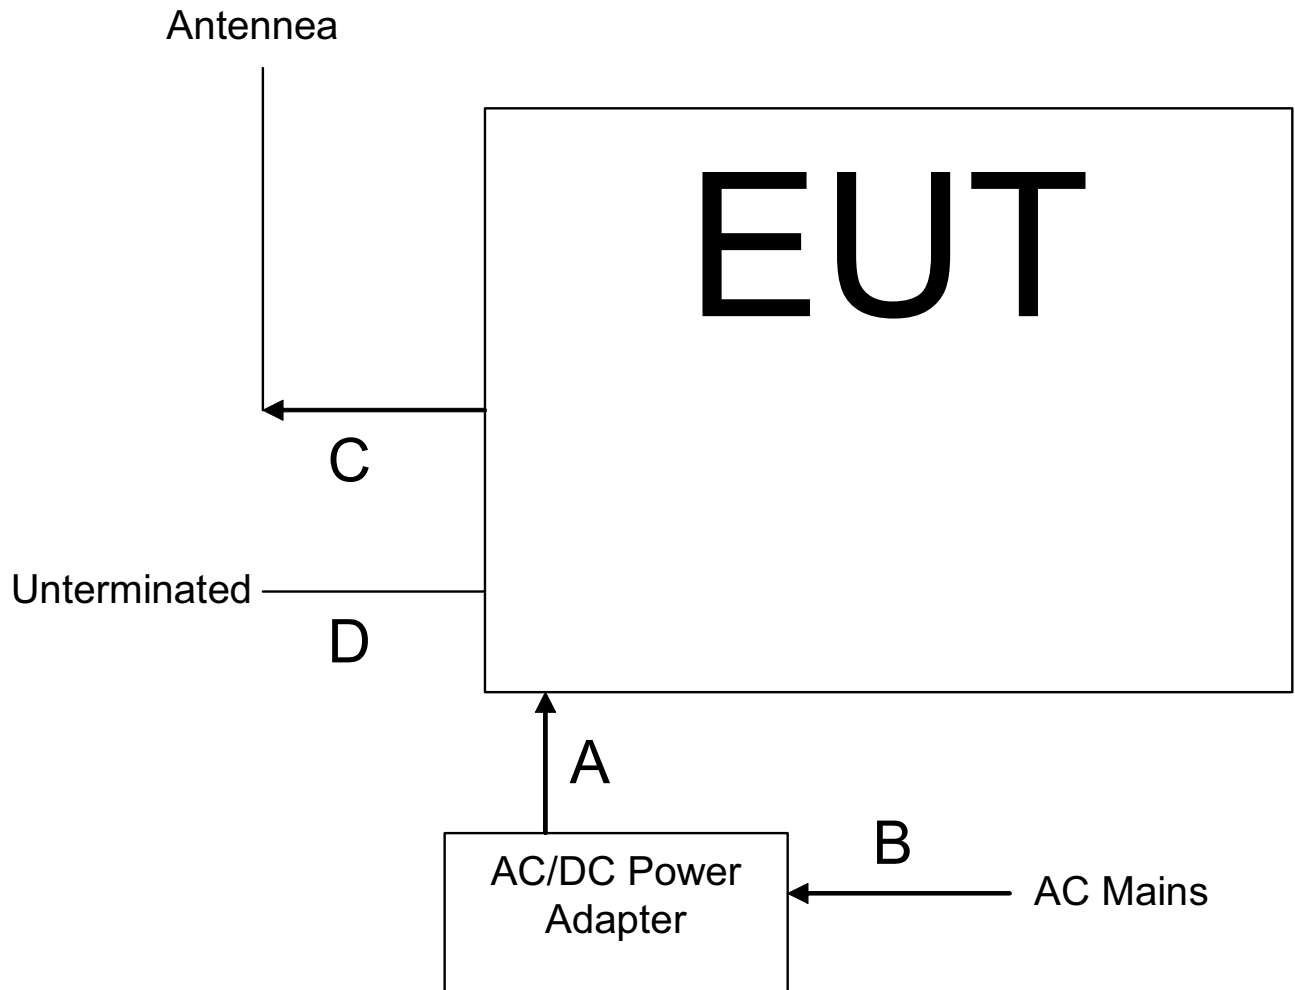 Antennea
EUT
C
Unterminated
D
A
B
AC/DC Power
Adapter
AC Mains